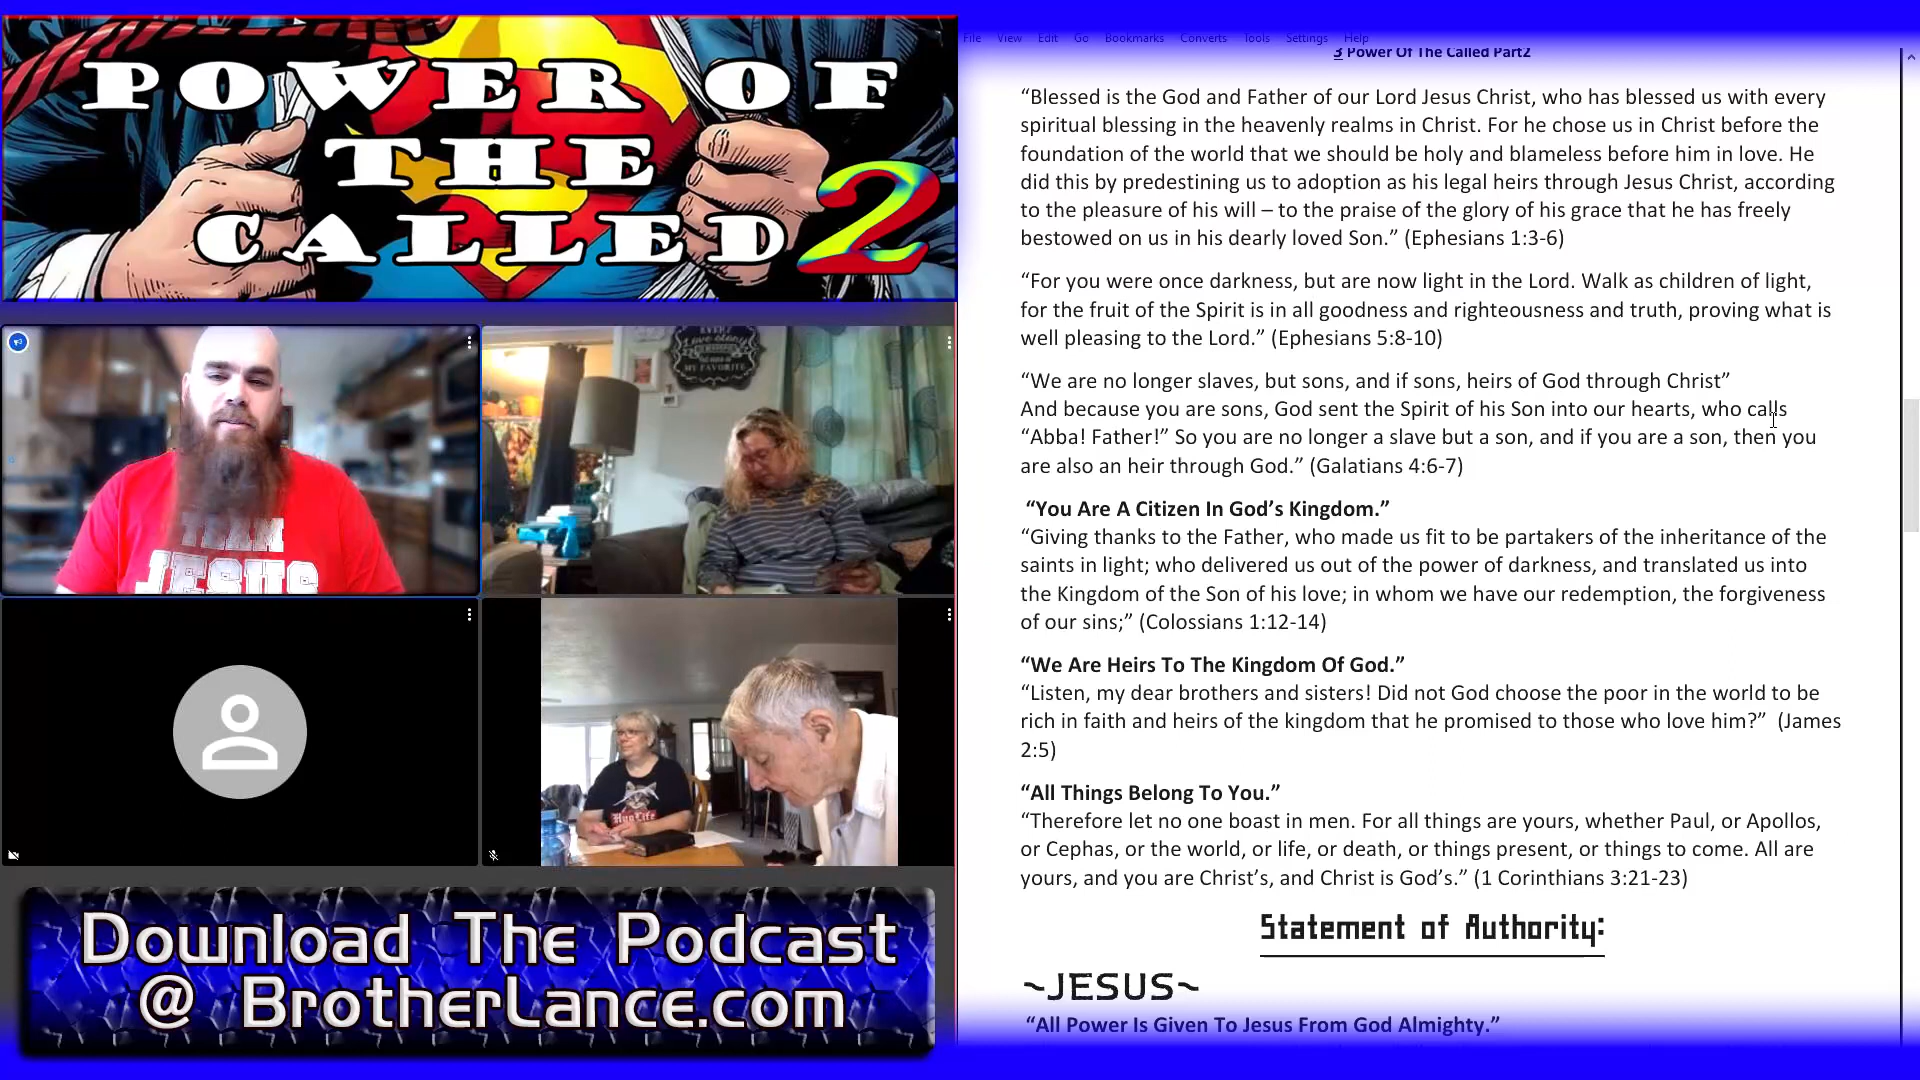 POWER OF
THE
CALLED 2
TEAM
JESUS
MY FAVORITE
HugLife
Download The Podcast
@ BrotherLance.com
File View Edit Go Bookmarks Converts Tools Settings Help
3 Power Of The Called Part2
“Blessed is the God and Father of our Lord Jesus Christ, who has blessed us with every
spiritual blessing in the heavenly realms in Christ. For he chose us in Christ before the
foundation of the world that we should be holy and blameless before him in love. He
did this by predestining us to adoption as his legal heirs through Jesus Christ, according
to the pleasure of his will – to the praise of the glory of his grace that he has freely
bestowed on us in his dearly loved Son.” (Ephesians 1:3-6)
“For you were once darkness, but are now light in the Lord. Walk as children of light,
for the fruit of the Spirit is in all goodness and righteousness and truth, proving what is
well pleasing to the Lord.” (Ephesians 5:8-10)
“We are no longer slaves, but sons, and if sons, heirs of God through Christ”
And because you are sons, God sent the Spirit of his Son into our hearts, who calls
“Abba! Father!” So you are no longer a slave but a son, and if you are a son, then you
are also an heir through God.” (Galatians 4:6-7)
“You Are A Citizen In God’s Kingdom.”
“Giving thanks to the Father, who made us fit to be partakers of the inheritance of the
saints in light; who delivered us out of the power of darkness, and translated us into
the Kingdom of the Son of his love; in whom we have our redemption, the forgiveness
of our sins;” (Colossians 1:12-14)
“We Are Heirs To The Kingdom Of God.”
“Listen, my dear brothers and sisters! Did not God choose the poor in the world to be
rich in faith and heirs of the kingdom that he promised to those who love him?” (James
2:5)
“All Things Belong To You.”
“Therefore let no one boast in men. For all things are yours, whether Paul, or Apollos,
or Cephas, or the world, or life, or death, or things present, or things to come. All are
yours, and you are Christ’s, and Christ is God’s.” (1 Corinthians 3:21-23)
Statement of Authority:
~JESUS~
“All Power Is Given To Jesus From God Almighty.”